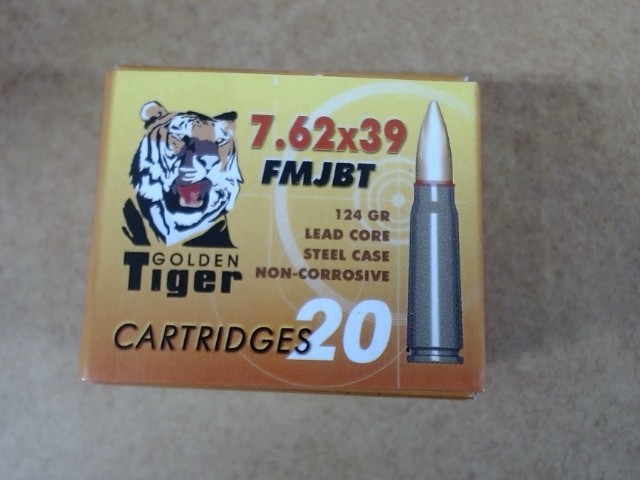 7.62x39
FMJBT
124 GR
LEAD CORE
STEEL CASE
NON-CORROSIVE
GOLDEN
Tiger
CARTRIDGES 20